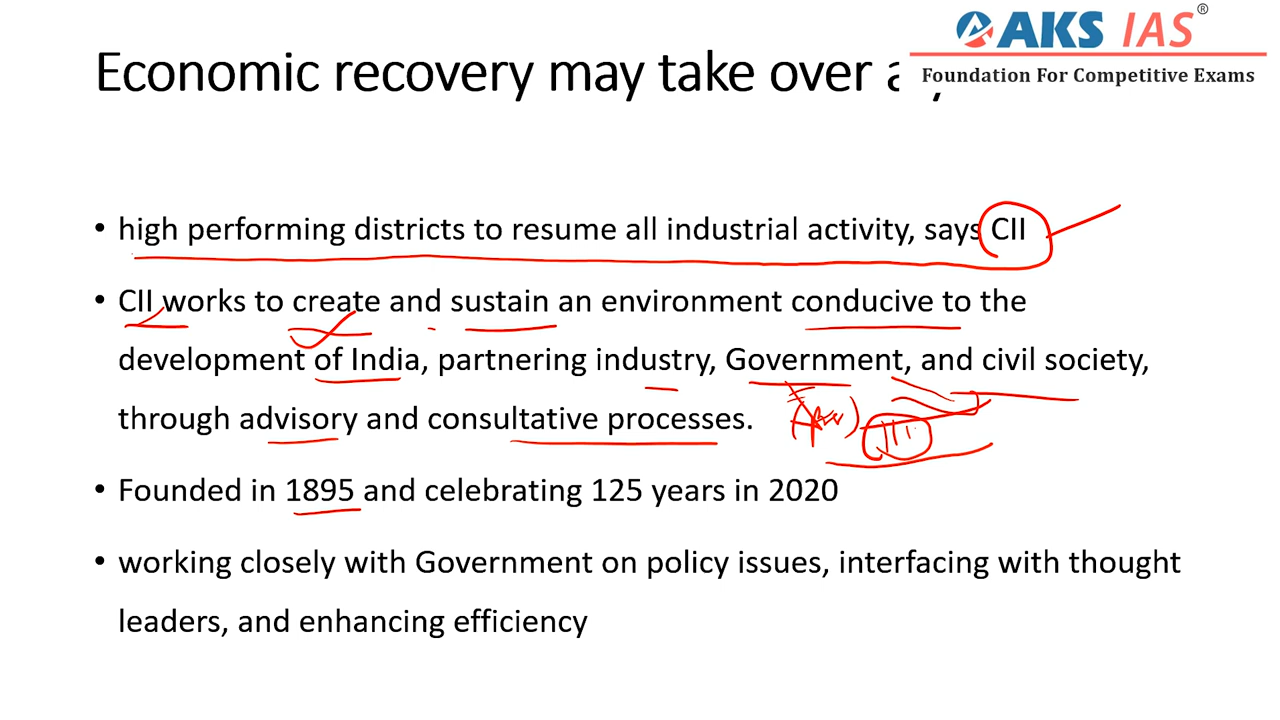 AKS IAS®
Foundation For Competitive Exams
Economic recovery may take over
• high performing districts to resume all industrial activity, says CII
• CII works to create and sustain an environment conducive to the
development of India, partnering industry, Government, and civil society,
through advisory and consultative processes.
• Founded in 1895 and celebrating 125 years in 2020
• working closely with Government on policy issues, interfacing with thought
leaders, and enhancing efficiency